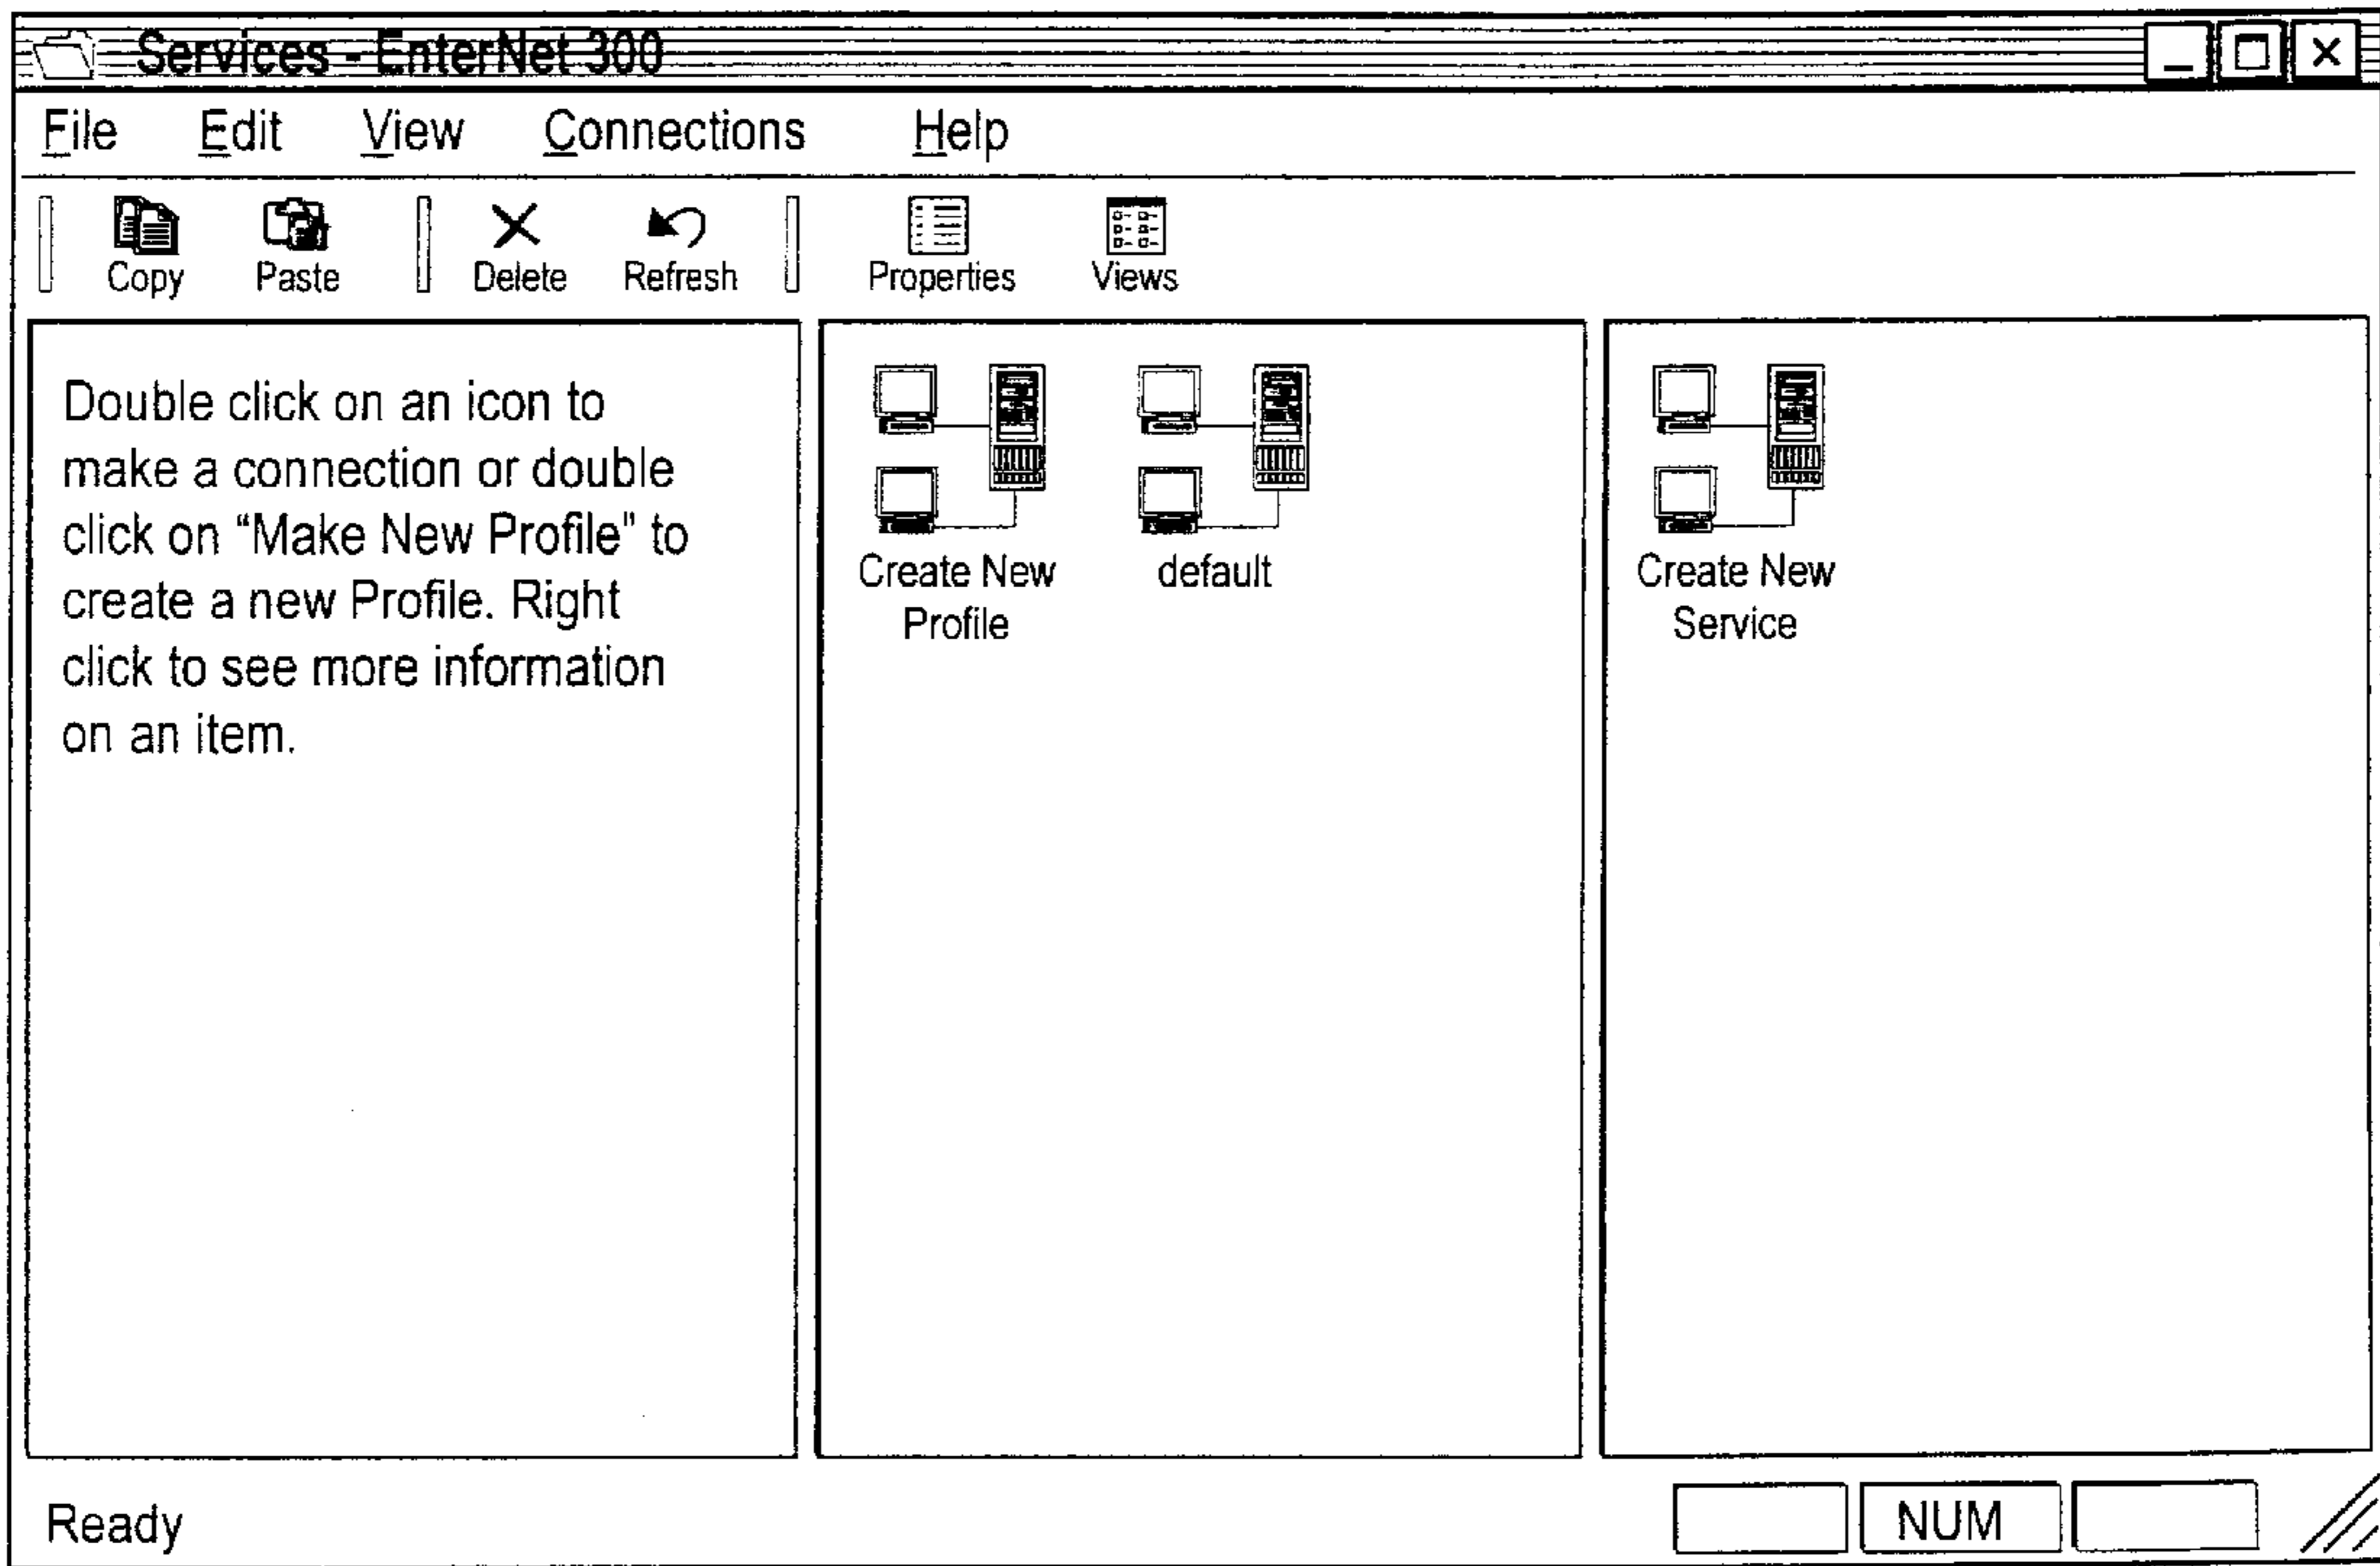 Services - EnterNet 300
File Edit View Connections Help
Copy Paste Delete Refresh Properties Views
Double click on an icon to
make a connection or double
click on “Make New Profile” to
create a new Profile. Right
click to see more information
on an item.
Create New
Profile
default
Create New
Service
Ready
NUM